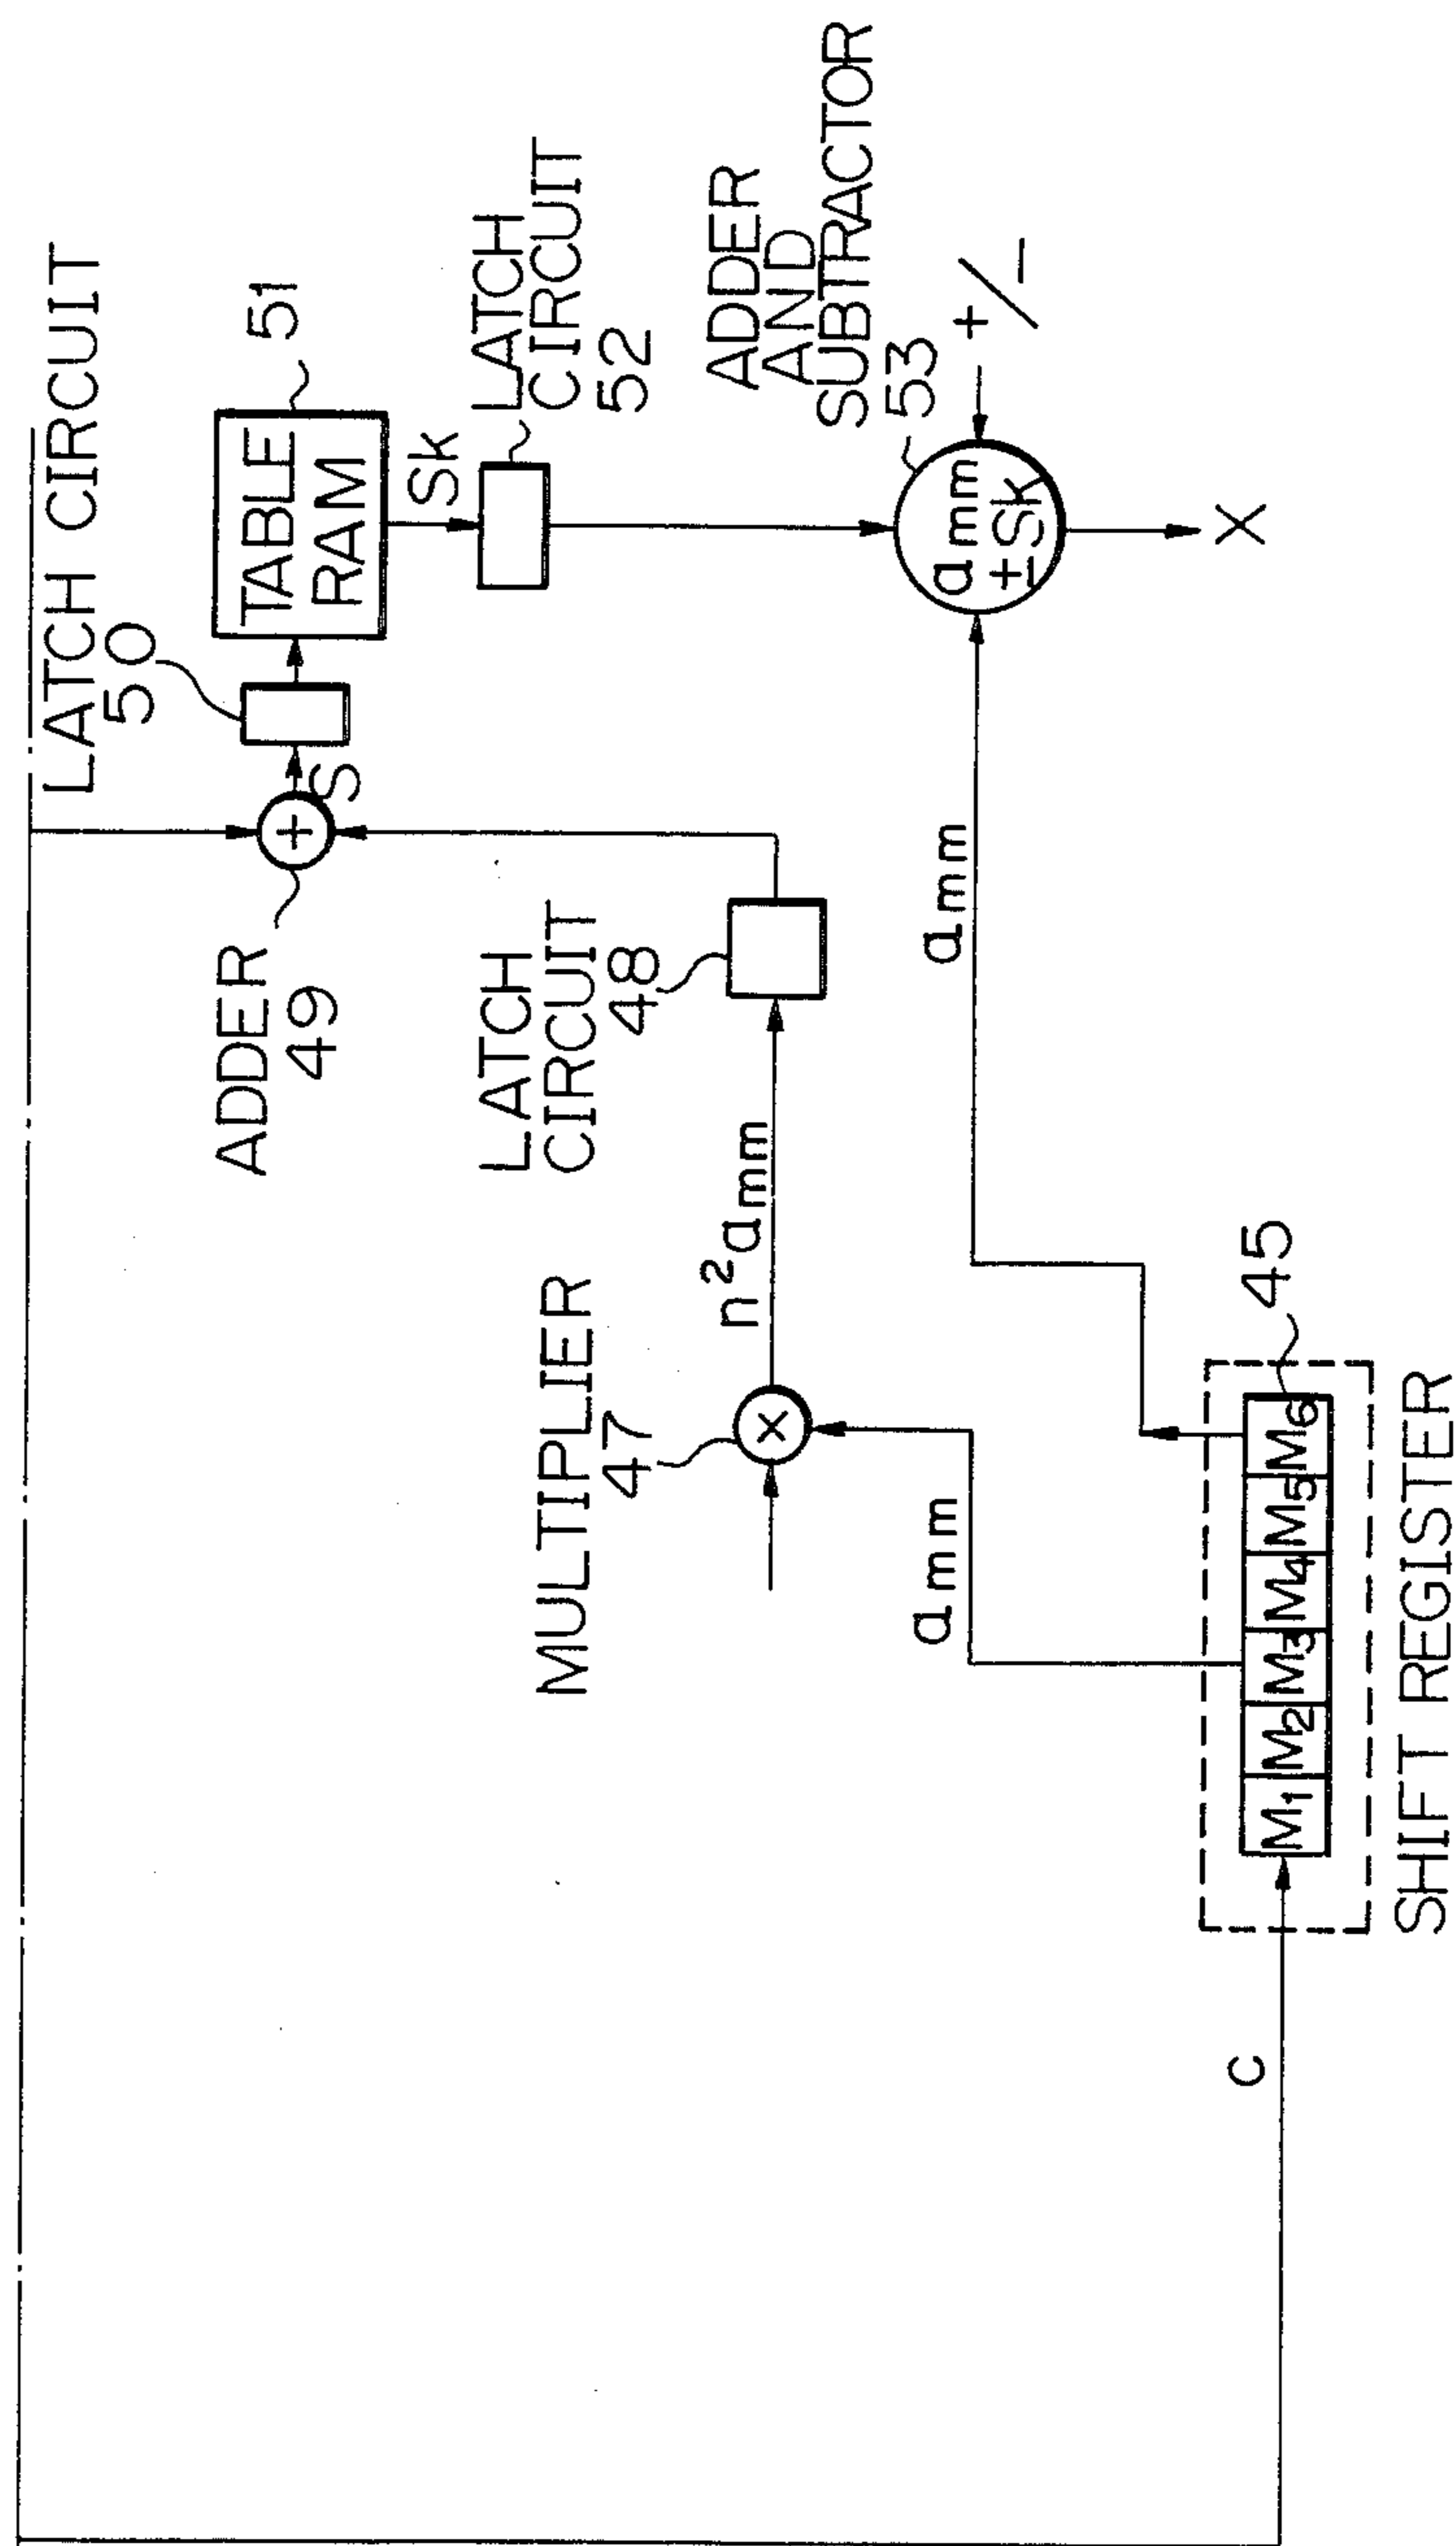 LATCH CIRCUIT
50
51
TABLE
RAM
S
ADDER
49
Sk
LATCH
CIRCUIT
52
LATCH
CIRCUIT
48
MULTIPLIER
47
n²amm
ADDER
AND
SUBTRACTOR
53
+/-
amm
±Sk
amm
amm
X
45
M1 M2 M3 M4 M5 M6
C
SHIFT REGISTER